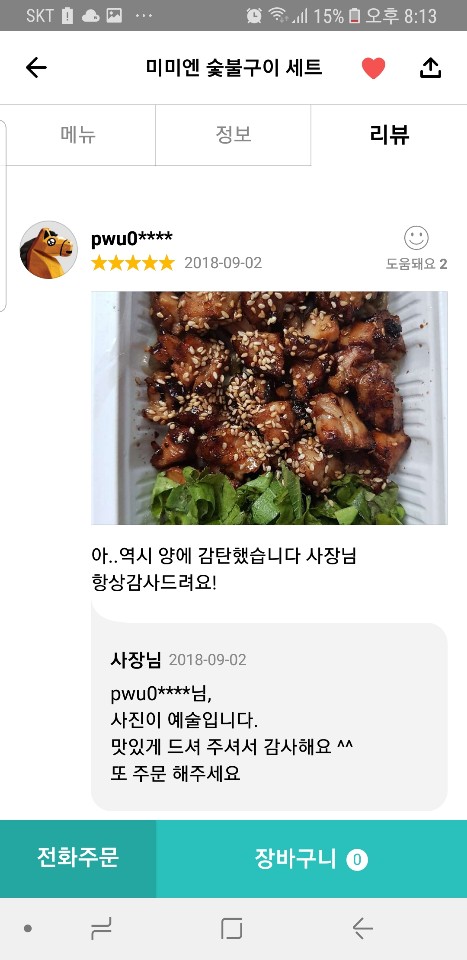 SKT 15% 오후 8:13
미미엔 숯불구이 세트
메뉴 정보 리뷰
pwu0****
2018-09-02
도움돼요 2
아..역시 양에 감탄했습니다 사장님
항상감사드려요!
사장님 2018-09-02
pwu0****님,
사진이 예술입니다.
맛있게 드셔 주셔서 감사해요 ^^
또 주문 해주세요
전화주문 장바구니 0